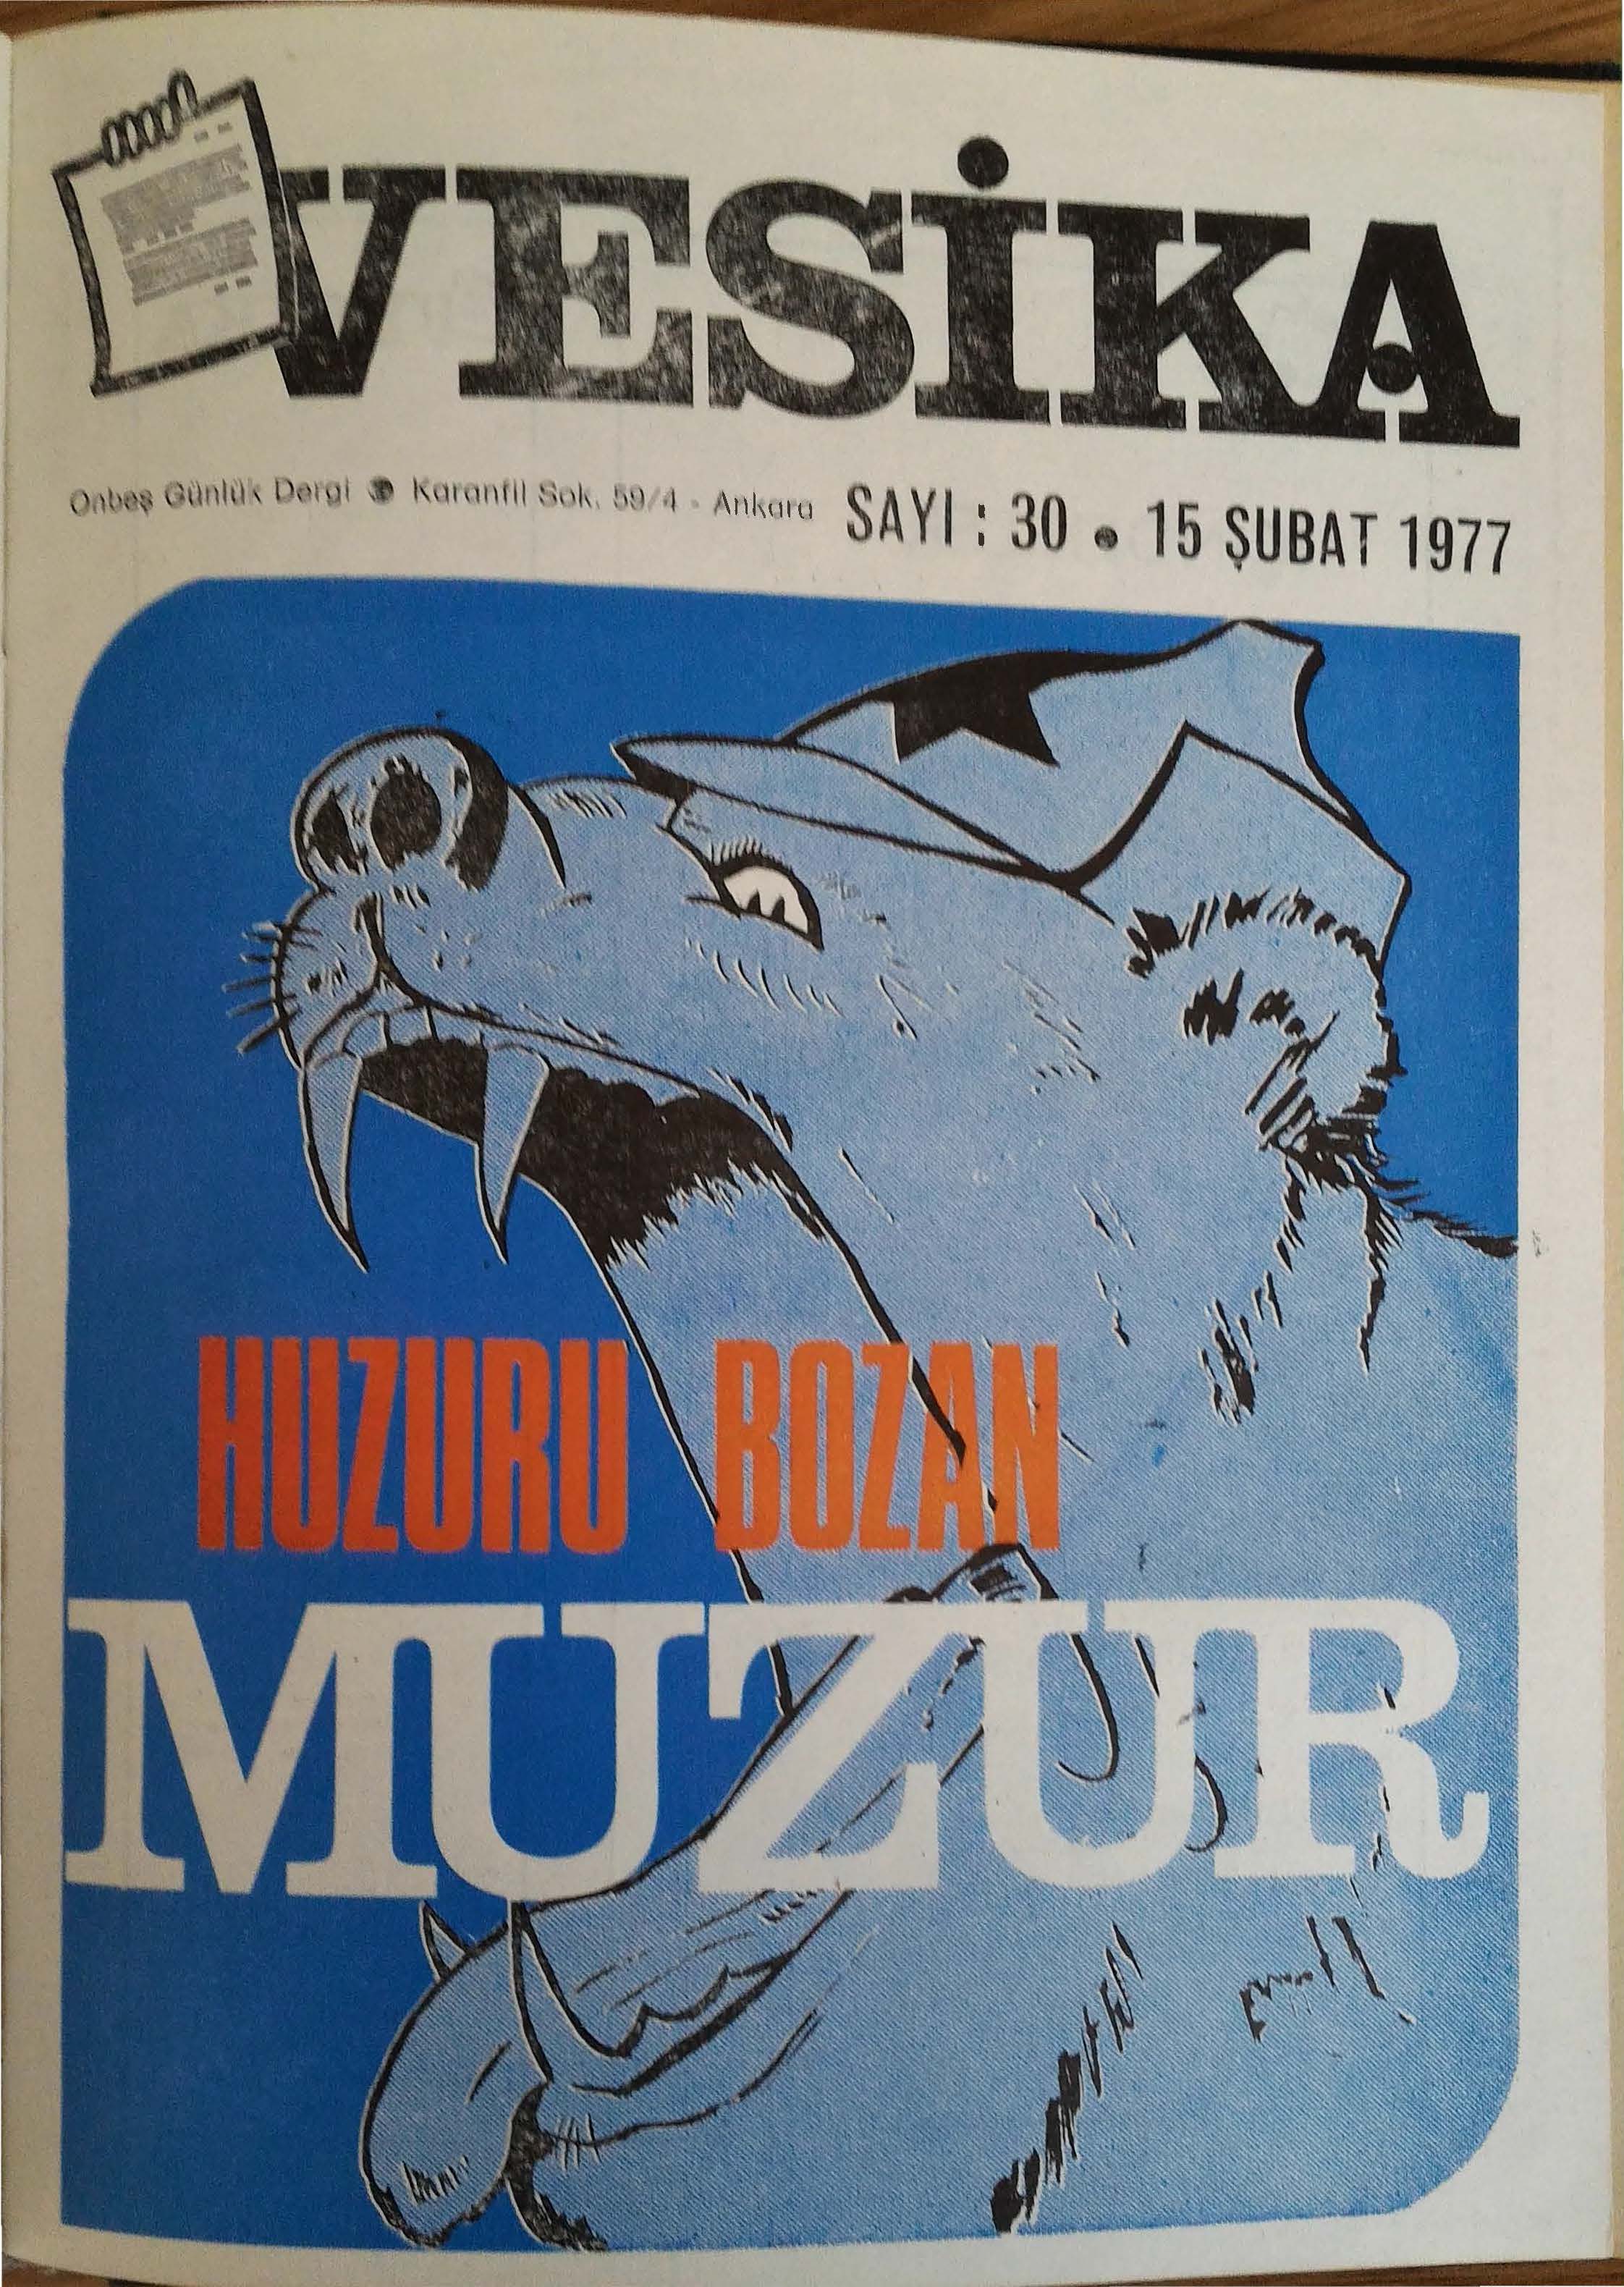 VESİKA
Onbeş Günlük Dergi ● Karanfil Sok. 59/4 - Ankara SAYI : 30 ● 15 ŞUBAT 1977
HUZURU BOZAN
MUZUR